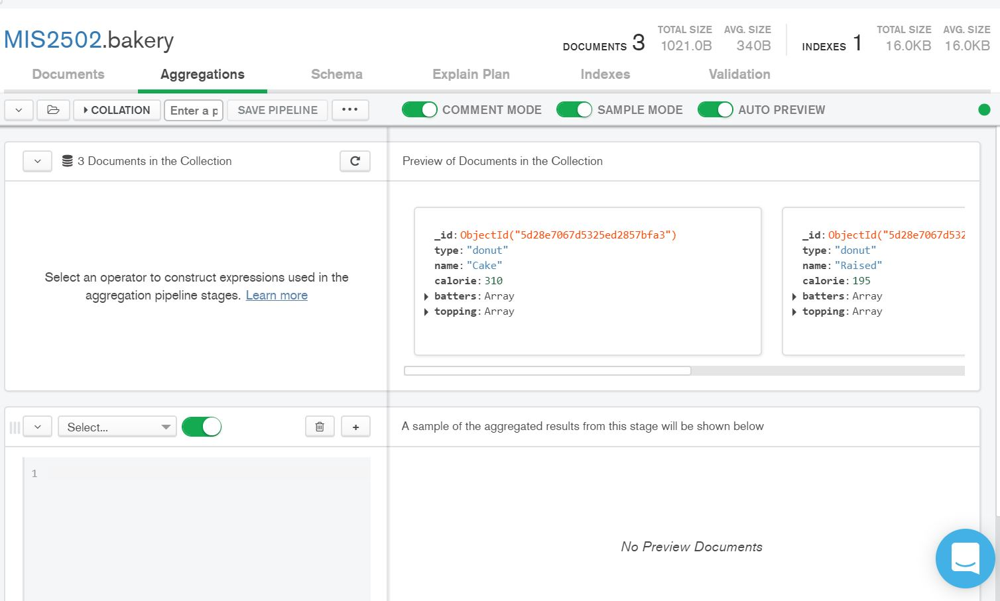 MIS2502.bakery
DOCUMENTS 3 TOTAL SIZE 1021.0B AVG. SIZE 340B INDEXES 1 TOTAL SIZE 16.0KB AVG. SIZE 16.0KB
Documents Aggregations Schema Explain Plan Indexes Validation
COLLATION Enter a p SAVE PIPELINE ••• COMMENT MODE SAMPLE MODE AUTO PREVIEW
3 Documents in the Collection
Preview of Documents in the Collection
Select an operator to construct expressions used in the
aggregation pipeline stages. Learn more
_id: ObjectId("5d28e7067d5325ed2857bfa3")
type: "donut"
name: "Cake"
calorie: 310
batters: Array
topping: Array
_id: ObjectId("5d28e7067d532
type: "donut"
name: "Raised"
calorie: 195
batters: Array
topping: Array
Select...
A sample of the aggregated results from this stage will be shown below
1
No Preview Documents